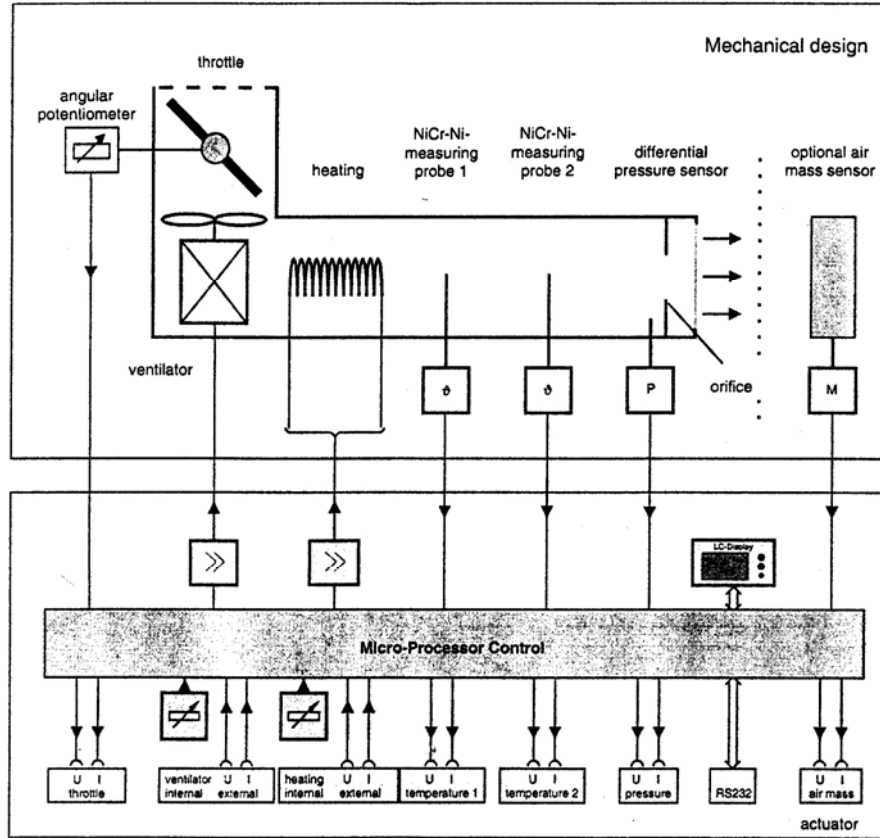 Mechanical design
throttle
angular
potentiometer
heating
NiCr-Ni-
measuring
probe 1
NiCr-Ni-
measuring
probe 2
differential
pressure sensor
optional air
mass sensor
ventilator
orifice
ϑ
ϑ
P
M
LC-Display
Micro-Processor Control
U I
throttle
ventilator U I
internal external
heating U I
internal external
U I
temperature 1
U I
temperature 2
U I
pressure
RS232
U I
air mass
actuator